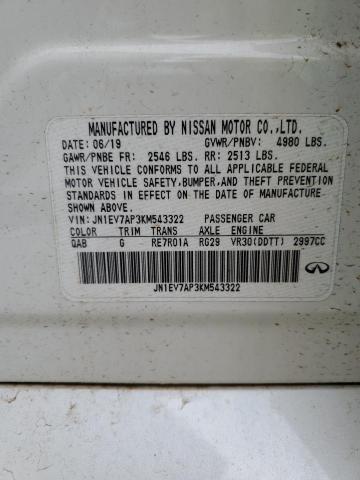 MANUFACTURED BY NISSAN MOTOR CO.,LTD.
DATE: 06/19 GVWR/PNBV: 4980 LBS.
GAWR/PNBE FR: 2546 LBS. RR: 2513 LBS.
THIS VEHICLE CONFORMS TO ALL APPLICABLE FEDERAL
MOTOR VEHICLE SAFETY,BUMPER,AND THEFT PREVENTION
STANDARDS IN EFFECT ON THE DATE OF MANUFACTURE
SHOWN ABOVE.
VIN: JN1EV7AP3KM543322 PASSENGER CAR
COLOR TRIM TRANS AXLE ENGINE
QAB G RE7R01A RG29 VR30(DDTT) 2997CC
JN1EV7AP3KM543322